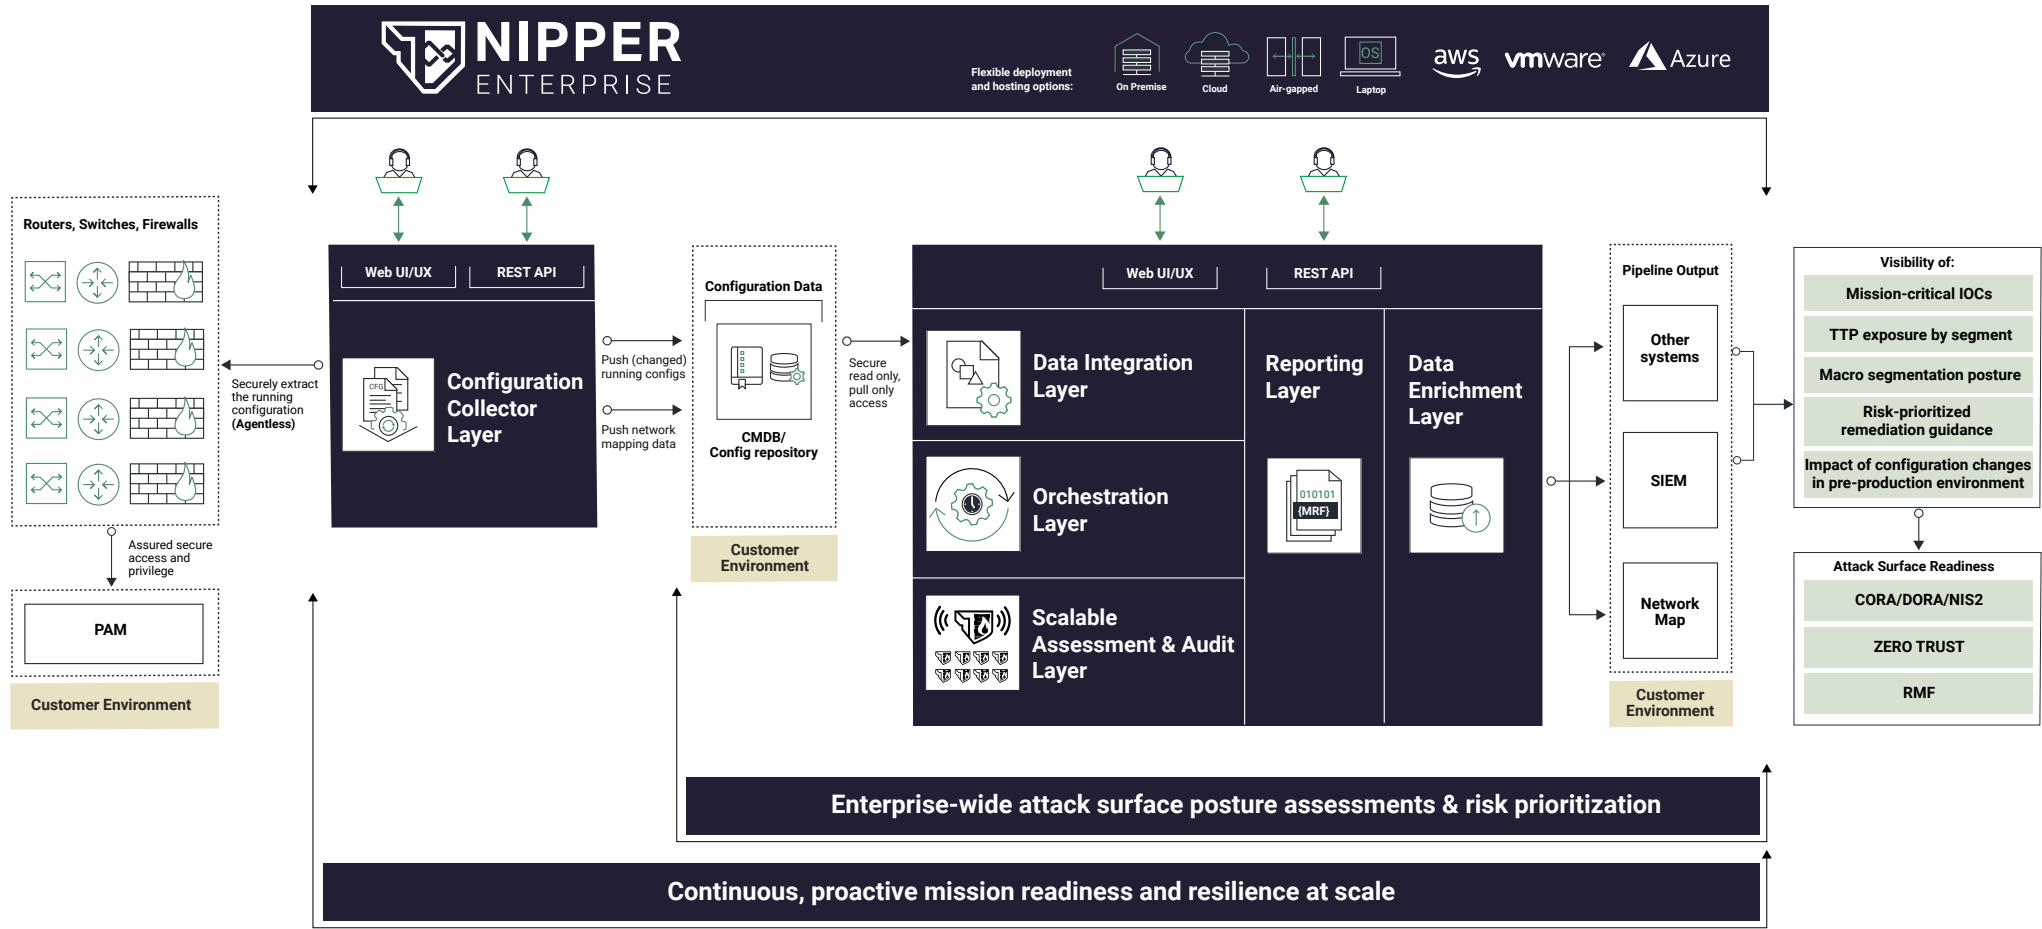 NIPPER
ENTERPRISE
Flexible deployment
and hosting options:
On Premise
Cloud
Air-gapped
OS
Laptop
aws
vmware®
Azure
Routers, Switches, Firewalls
Assured secure
access and
privilege
PAM
Customer Environment
Securely extract
the running
configuration
(Agentless)
Web UI/UX
REST API
CFG
Configuration
Collector
Layer
Push (changed)
running configs
Push network
mapping data
Configuration Data
CMDB/
Config repository
Customer
Environment
Secure
read only,
pull only
access
Web UI/UX
REST API
Data Integration
Layer
Orchestration
Layer
Scalable
Assessment & Audit
Layer
Reporting
Layer
010101
{MRF}
Data
Enrichment
Layer
Pipeline Output
Other
systems
SIEM
Network
Map
Customer
Environment
Visibility of:
Mission-critical IOCs
TTP exposure by segment
Macro segmentation posture
Risk-prioritized
remediation guidance
Impact of configuration changes
in pre-production environment
Attack Surface Readiness
CORA/DORA/NIS2
ZERO TRUST
RMF
Enterprise-wide attack surface posture assessments & risk prioritization
Continuous, proactive mission readiness and resilience at scale